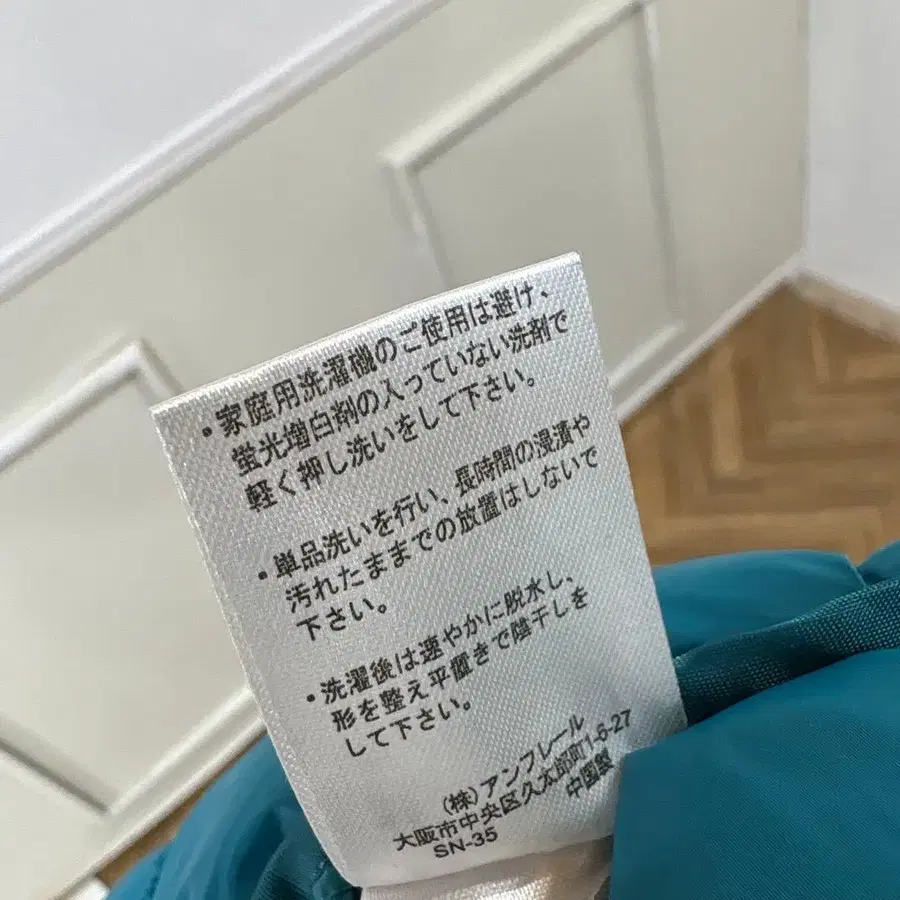 ・家庭用洗濯機のご使用は避け、
蛍光増白剤の入っていない洗剤で
軽く押し洗いをして下さい。
・単品洗いを行い、長時間の浸漬や
汚れたままでの放置はしないで
下さい。
・洗濯後は速やかに脱水し、
形を整え平置きで陰干しを
して下さい。
(株)アンフレール
大阪市中央区久太郎町1-6-27
SN-35 中国製